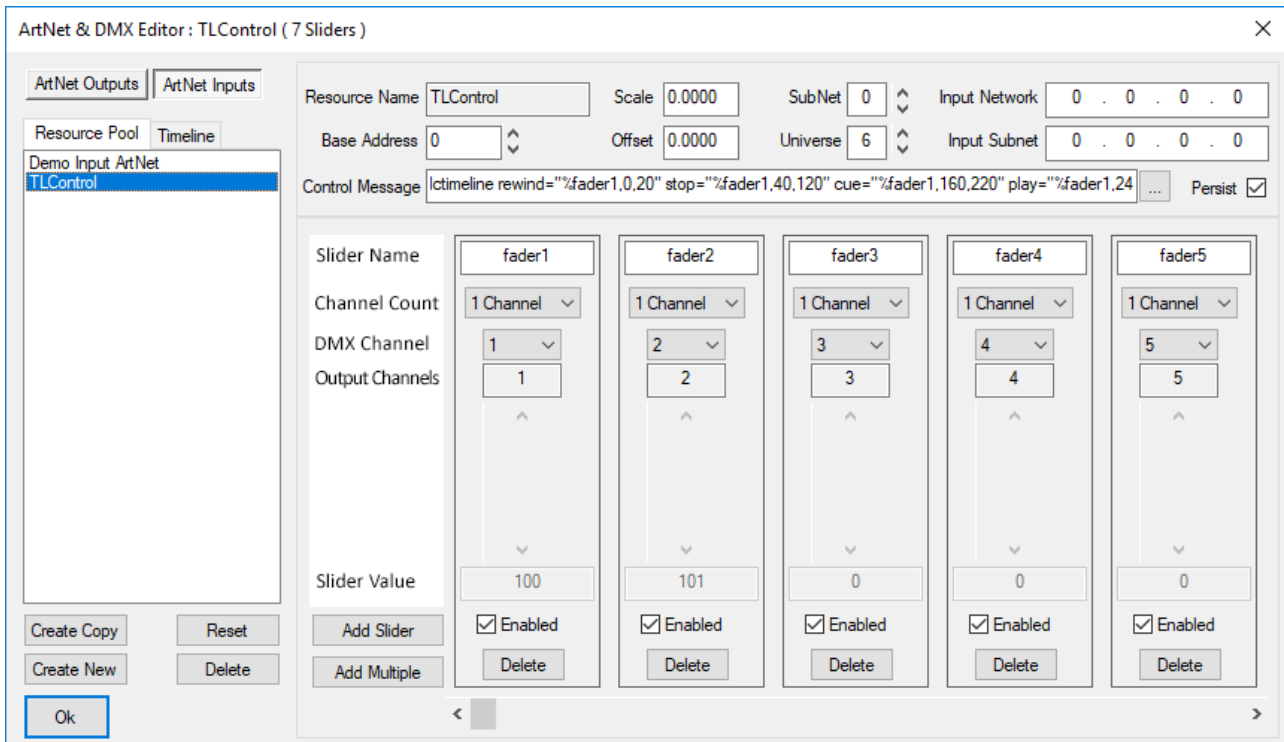 ArtNet & DMX Editor : TLControl ( 7 Sliders )
ArtNet Outputs ArtNet Inputs
Resource Pool Timeline
Demo Input ArtNet
TLControl
Create Copy Reset
Create New Delete
Ok
Resource Name TLControl Scale 0.0000 SubNet 0 Input Network 0 . 0 . 0 . 0
Base Address 0 Offset 0.0000 Universe 6 Input Subnet 0 . 0 . 0 . 0
Control Message lctimeline rewind="%fader1,0,20" stop="%fader1,40,120" cue="%fader1,160,220" play="%fader1,24 ... Persist
Slider Name fader1 fader2 fader3 fader4 fader5
Channel Count 1 Channel 1 Channel 1 Channel 1 Channel 1 Channel
DMX Channel 1 2 3 4 5
Output Channels 1 2 3 4 5
Slider Value 100 101 0 0 0
Add Slider Enabled Enabled Enabled Enabled Enabled
Add Multiple Delete Delete Delete Delete Delete